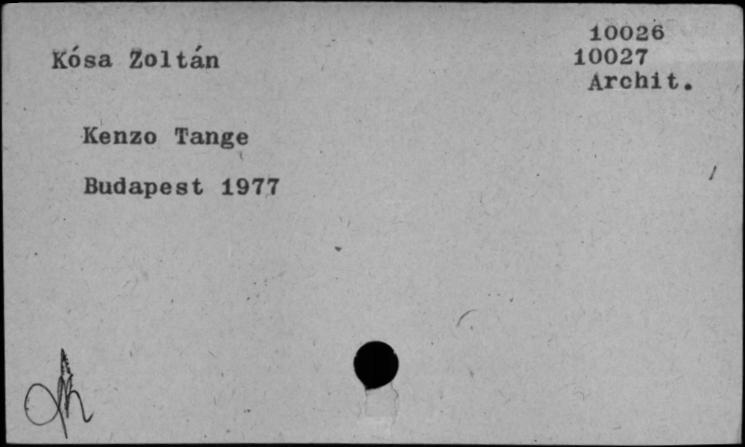 10026
Kósa Zoltán 10027
Archit.
Kenzo Tange
Budapest 1977